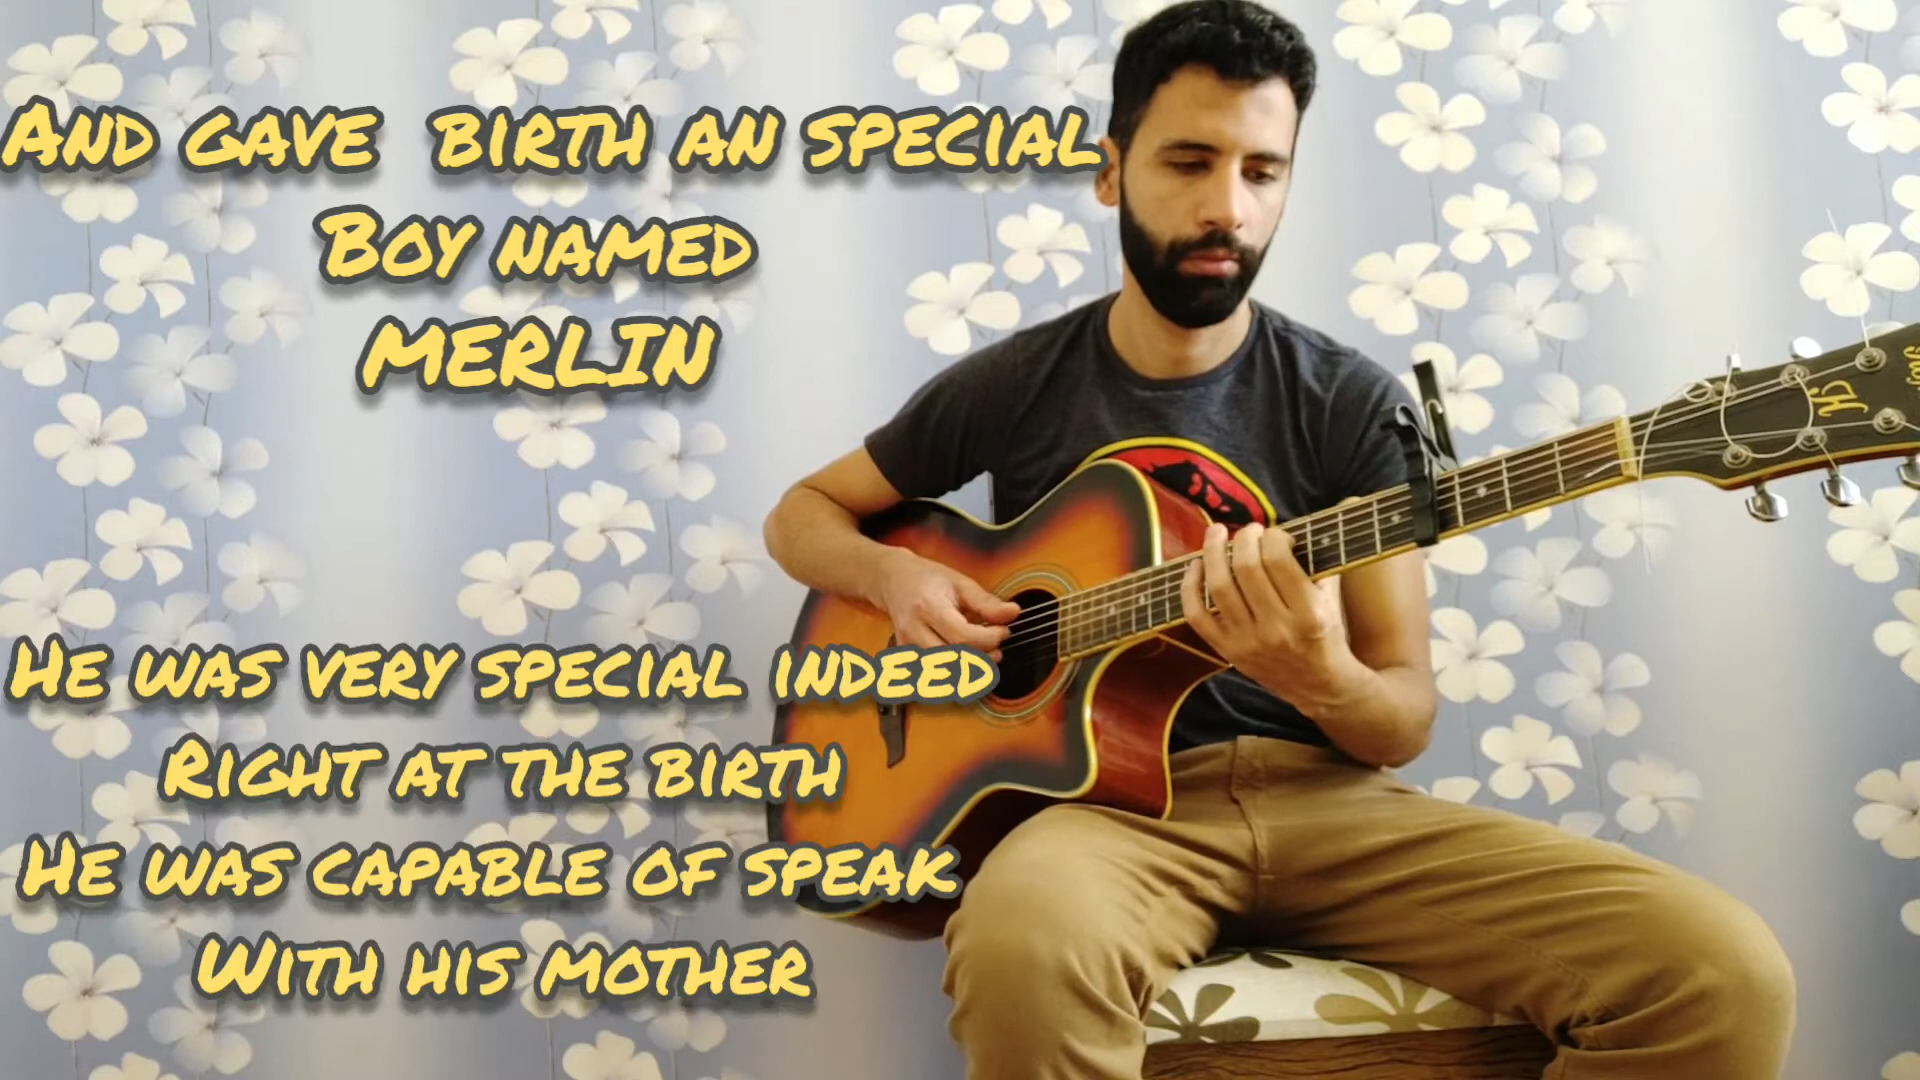 And gave birth an special
Boy named
MERLIN
He was very special indeed
Right at the birth
He was capable of speak
With his mother